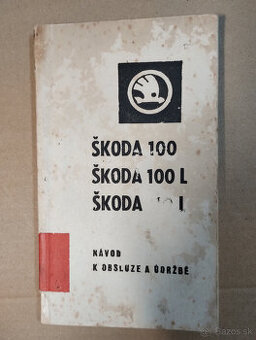 ŠKODA 100
ŠKODA 100 L
ŠKODA
NÁVOD
K OBSLUZE A ÚDRŽBĚ
Bazos.sk